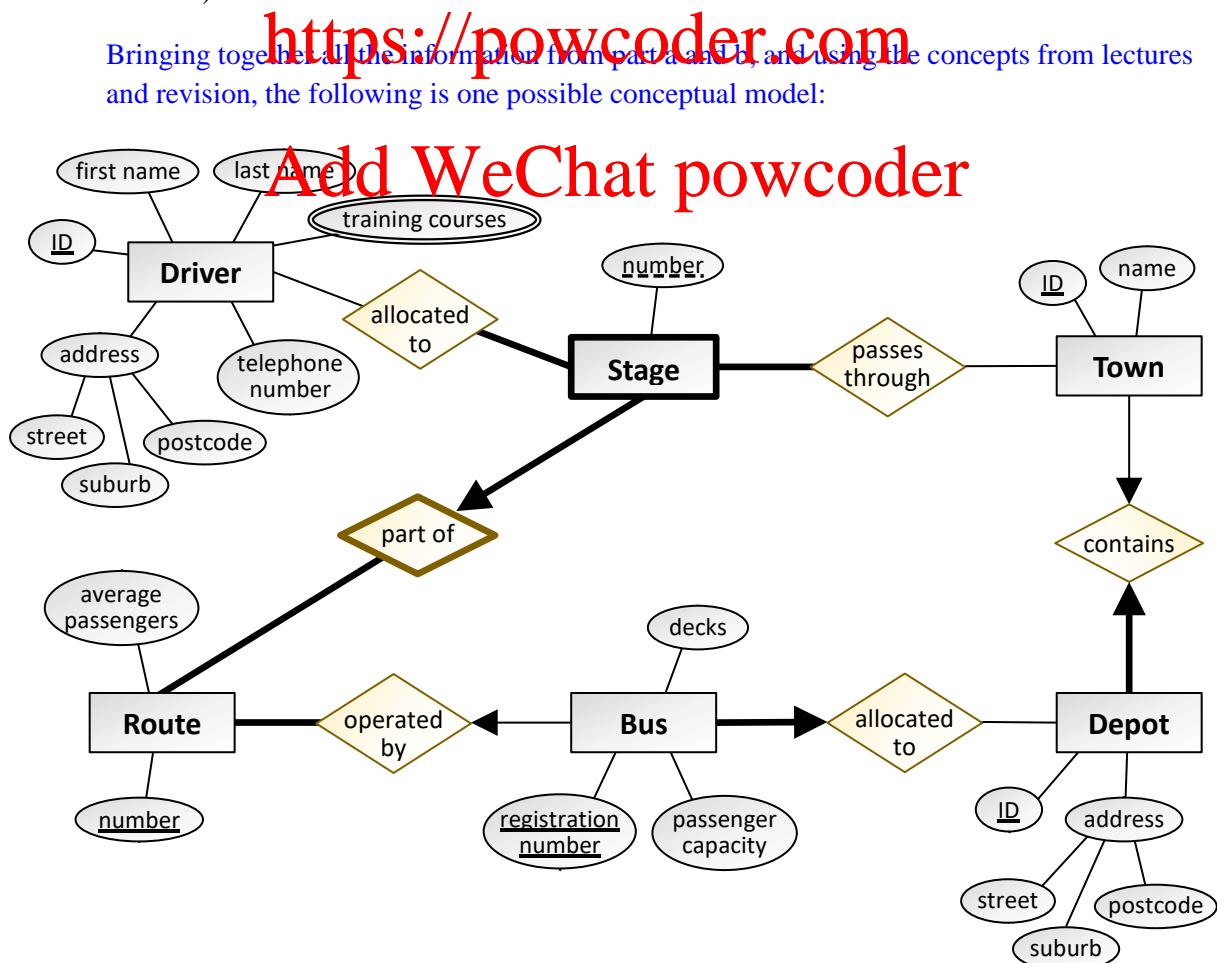 https://powcoder.com
Bringing together all the information from part a and b, and using the concepts from lectures
and revision, the following is one possible conceptual model:
Add WeChat powcoder
first name
last name
training courses
ID
Driver
allocated
to
address
telephone
number
street
suburb
postcode
number
Stage
passes
through
ID
name
Town
part of
contains
average
passengers
Route
number
operated
by
decks
Bus
registration
number
passenger
capacity
allocated
to
Depot
ID
address
street
suburb
postcode